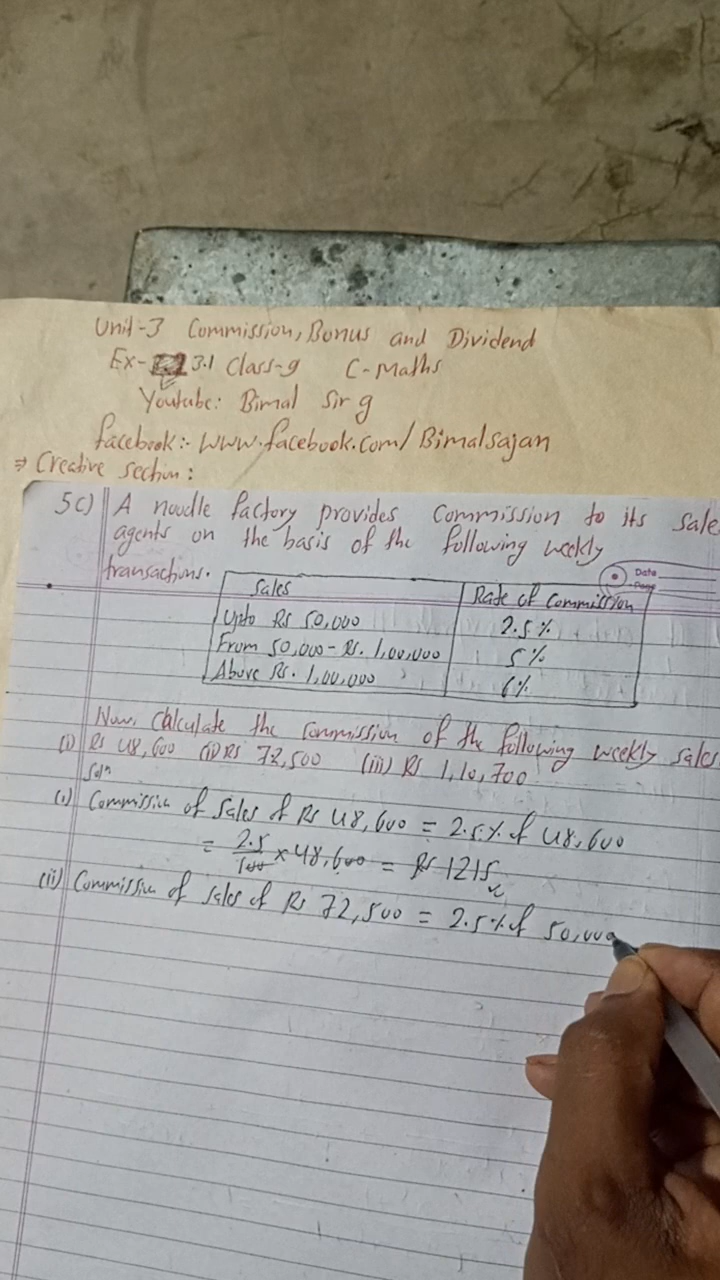 Unit-3 Commission, Bonus and Dividend
Ex- 3.1 Class-9 C-Maths
Youtube: Bimal Sir g
facebook:- www.facebook.com/Bimalsajan
⇒ Creative section:
5c) A noodle factory provides commission to its sale
agents on the basis of the following weekly
transactions.
Date
Page
Sales Rate of Commission
Upto Rs 50,000 2.5%
From 50,000 - Rs. 1,00,000 5%
Above Rs. 1,00,000 6%
Now, Calculate the commission of the following weekly sales
(i) Rs 48,600 (ii) Rs 72,500 (iii) Rs 1,10,700
Soln
(i) Commission of Sales of Rs 48,600 = 2.5% of 48,600
= 2.5/100 × 48,600 = Rs 1215
(ii) Commission of sales of Rs 72,500 = 2.5% of 50,000